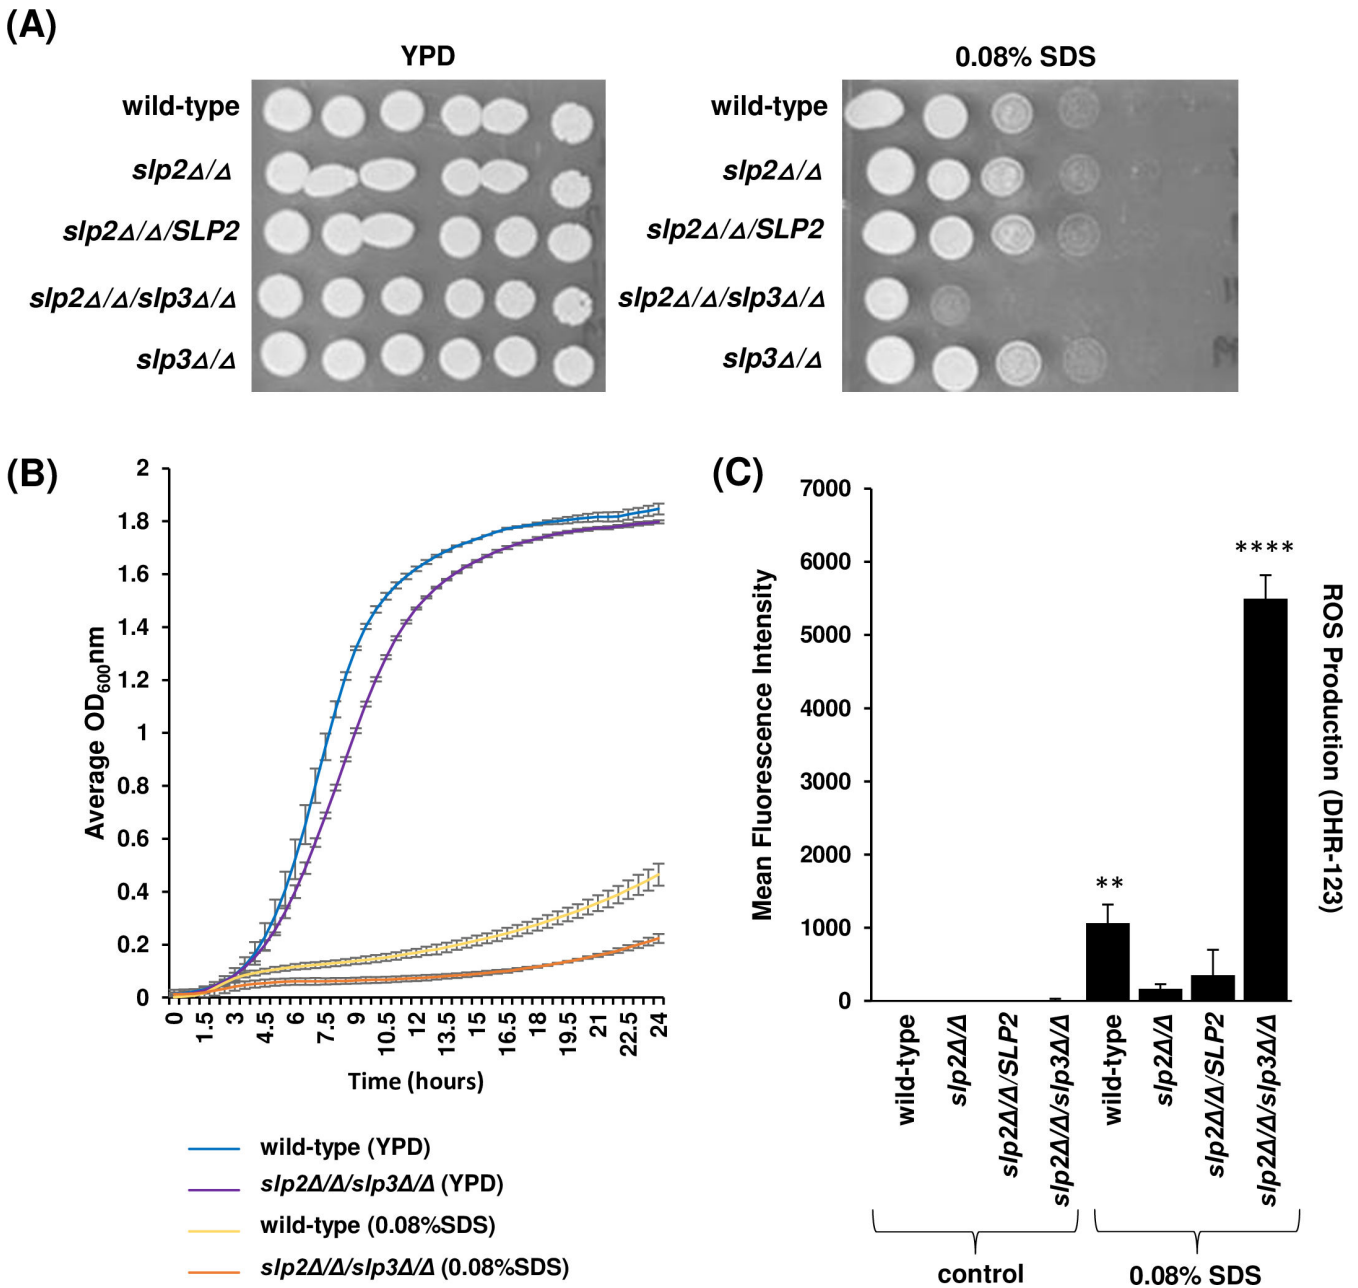 (A)
YPD
0.08% SDS
wild-type
slp2Δ/Δ
slp2Δ/Δ/SLP2
slp2Δ/Δ/slp3Δ/Δ
slp3Δ/Δ
wild-type
slp2Δ/Δ
slp2Δ/Δ/SLP2
slp2Δ/Δ/slp3Δ/Δ
slp3Δ/Δ
(B)
Average OD600nm
2
1.8
1.6
1.4
1.2
1
0.8
0.6
0.4
0.2
0
0 1.5 3 4.5 6 7.5 9 10.5 12 13.5 15 16.5 18 19.5 21 22.5 24
Time (hours)
wild-type (YPD)
slp2Δ/Δ/slp3Δ/Δ (YPD)
wild-type (0.08%SDS)
slp2Δ/Δ/slp3Δ/Δ (0.08%SDS)
(C)
Mean Fluorescence Intensity
7000
6000
5000
4000
3000
2000
1000
0
**
****
ROS Production (DHR-123)
wild-type
slp2Δ/Δ
slp2Δ/Δ/SLP2
slp2Δ/Δ/slp3Δ/Δ
wild-type
slp2Δ/Δ
slp2Δ/Δ/SLP2
slp2Δ/Δ/slp3Δ/Δ
control
0.08% SDS